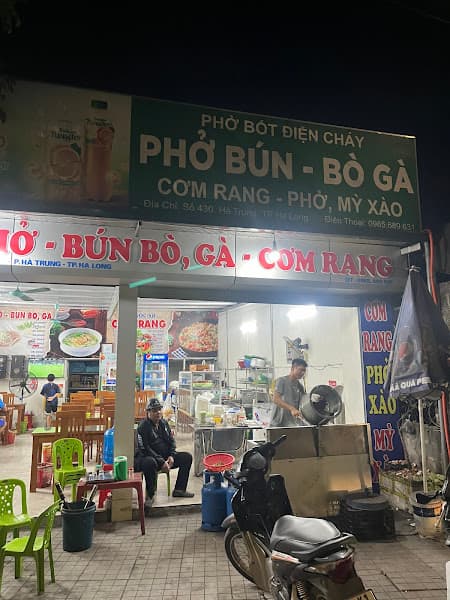 PHỞ BỐT ĐIỆN CHÁY
PHỞ BÚN - BÒ GÀ
CƠM RANG - PHỞ, MỲ XÀO
Địa Chỉ: Số 430, Hà Trung, TP Hạ Long Điện Thoại: 0965.689.631
HỞ - BÚN BÒ, GÀ - CƠM RANG
P.HÀ TRUNG - TP.HẠ LONG
Ở - BÚN BÒ, GÀ
RANG
CƠM
RANG
PHỞ
XÀO
MỲ